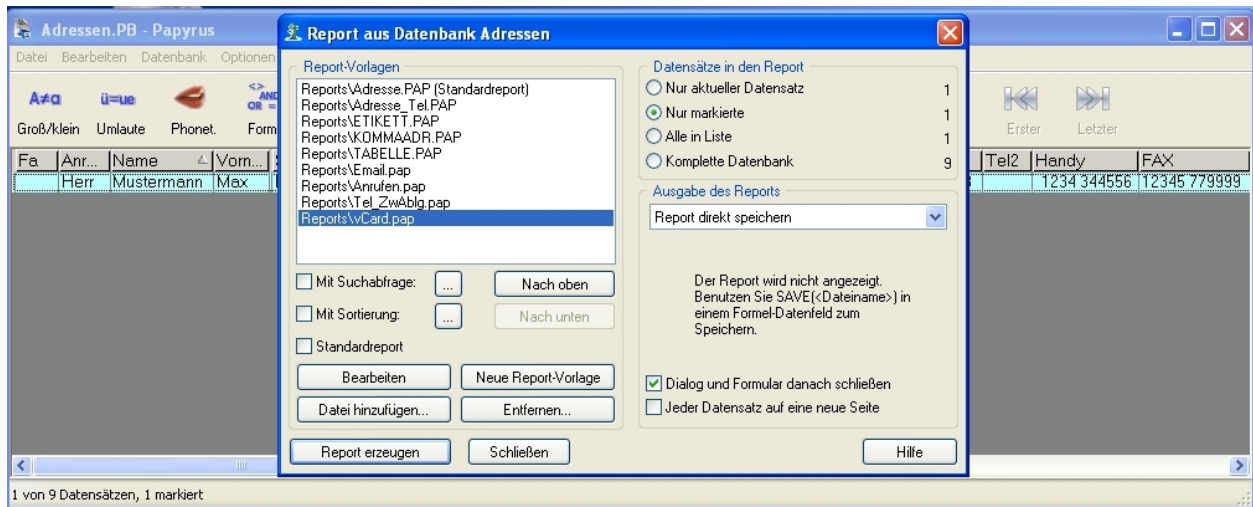 Adressen.PB - Papyrus
Datei Bearbeiten Datenbank Optionen
A≠a ü=ue <> AND OR =
Groß/klein Umlaute Phonet. Form
Erster Letzter
Fa Anr... Name Vorn... Tel2 Handy FAX
Herr Mustermann Max 1234 344556 12345 779999
Report aus Datenbank Adressen
Report-Vorlagen
Reports\Adresse.PAP (Standardreport)
Reports\Adresse_Tel.PAP
Reports\ETIKETT.PAP
Reports\KOMMAADR.PAP
Reports\TABELLE.PAP
Reports\Email.pap
Reports\Anrufen.pap
Reports\Tel_ZwAblg.pap
Reports\vCard.pap
Mit Suchabfrage: ... Nach oben
Mit Sortierung: ... Nach unten
Standardreport
Bearbeiten Neue Report-Vorlage
Datei hinzufügen... Entfernen...
Datensätze in den Report
Nur aktueller Datensatz 1
Nur markierte 1
Alle in Liste 1
Komplette Datenbank 9
Ausgabe des Reports
Report direkt speichern
Der Report wird nicht angezeigt.
Benutzen Sie SAVE(<Dateiname>) in
einem Formel-Datenfeld zum
Speichern.
Dialog und Formular danach schließen
Jeder Datensatz auf eine neue Seite
Report erzeugen Schließen Hilfe
1 von 9 Datensätzen, 1 markiert